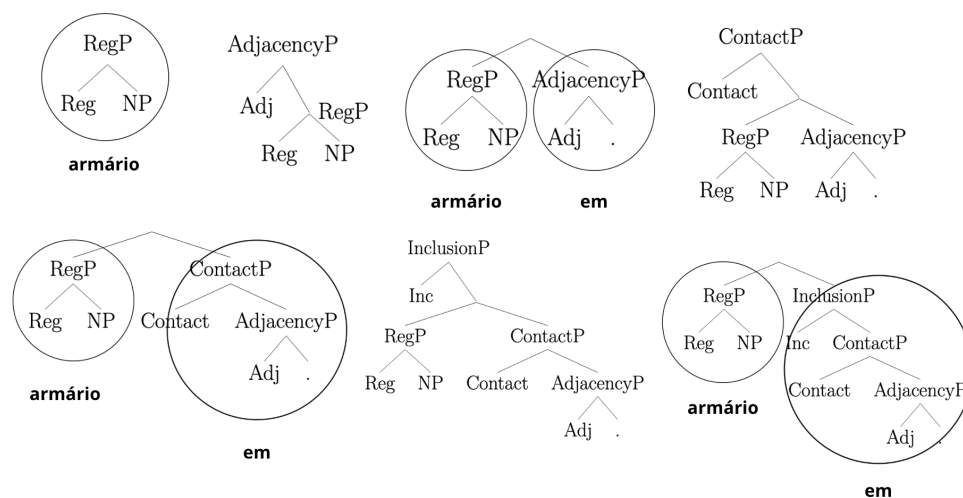 RegP
Reg NP
armário
AdjacencyP
Adj RegP
Reg NP
RegP AdjacencyP
Reg NP Adj .
armário em
ContactP
Contact
RegP AdjacencyP
Reg NP Adj .
RegP ContactP
Reg NP Contact AdjacencyP
Adj .
armário
em
InclusionP
Inc
RegP ContactP
Reg NP Contact AdjacencyP
Adj .
RegP InclusionP
Reg NP Inc ContactP
Contact AdjacencyP
armário
Adj .
em